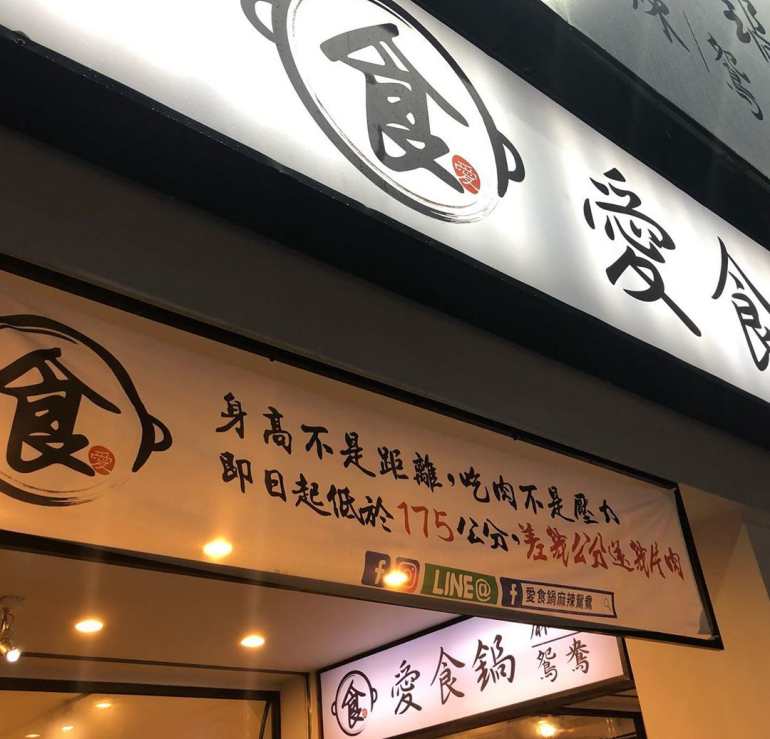 食
愛
愛食
食
愛
身高不是距離,吃肉不是壓力
即日起低於175公分,差幾公分送幾片肉
LINE@
愛食鍋麻辣鴛鴦
食
愛食鍋
鴛鴦